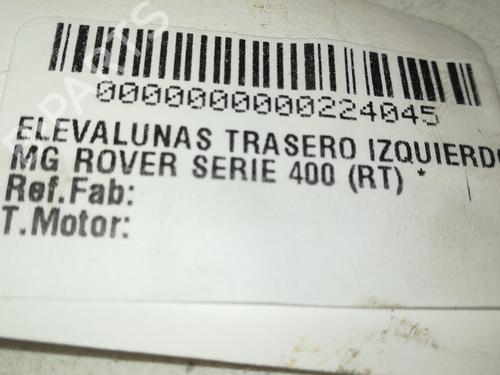 0000000000224045
ELEVALUNAS TRASERO IZQUIERDO
MG ROVER SERIE 400 (RT) *
Ref.Fab:
T.Motor: